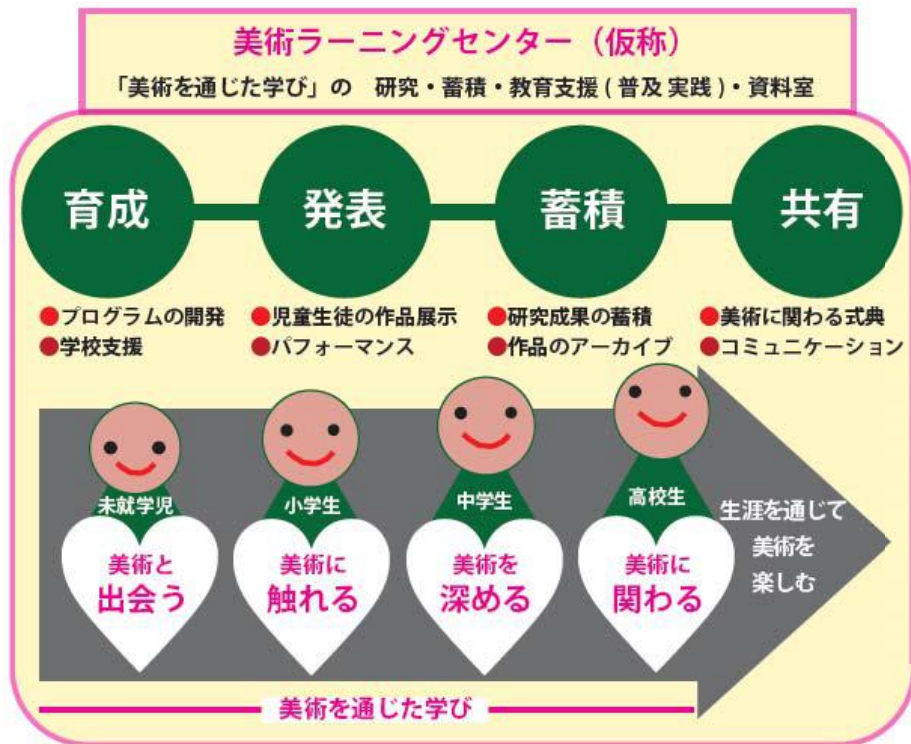 美術ラーニングセンター（仮称）
「美術を通じた学び」の　研究・蓄積・教育支援 ( 普及 実践 )・資料室
育成
発表
蓄積
共有
●プログラムの開発
●学校支援
●児童生徒の作品展示
●パフォーマンス
●研究成果の蓄積
●作品のアーカイブ
●美術に関わる式典
●コミュニケーション
未就学児
美術と
出会う
小学生
美術に
触れる
中学生
美術を
深める
高校生
美術に
関わる
生涯を通じて
美術を
楽しむ
美術を通じた学び